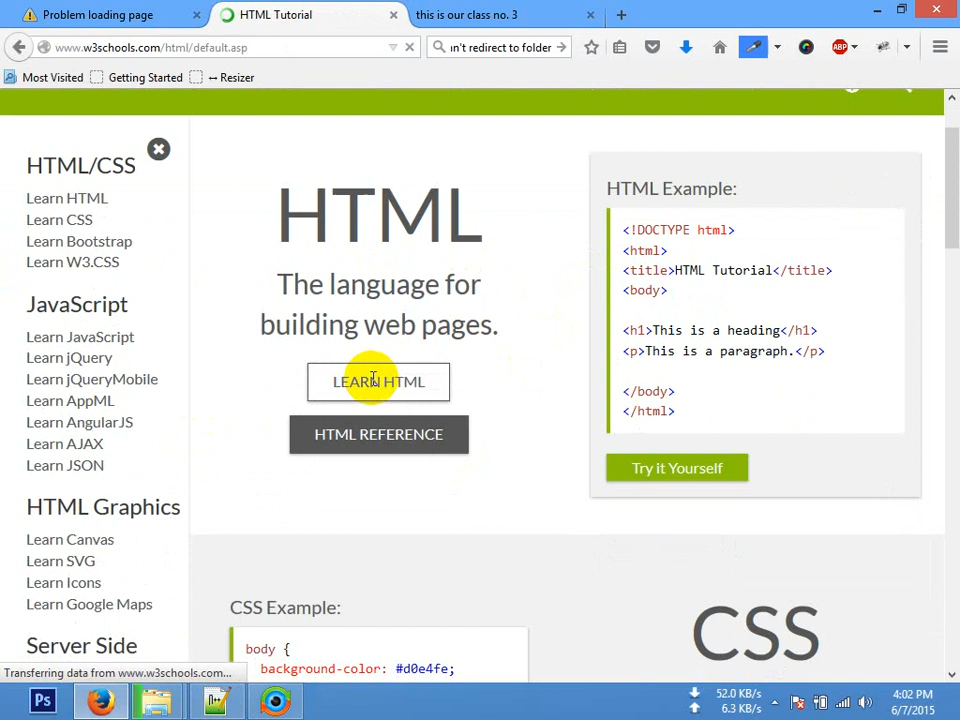 Problem loading page
HTML Tutorial
this is our class no. 3
www.w3schools.com/html/default.asp
n't redirect to folder
ABP
Most Visited
Getting Started
↔ Resizer
HTML/CSS
Learn HTML
Learn CSS
Learn Bootstrap
Learn W3.CSS
JavaScript
Learn JavaScript
Learn jQuery
Learn jQueryMobile
Learn AppML
Learn AngularJS
Learn AJAX
Learn JSON
HTML Graphics
Learn Canvas
Learn SVG
Learn Icons
Learn Google Maps
Server Side
HTML
The language for
building web pages.
LEARN HTML
HTML REFERENCE
HTML Example:
<!DOCTYPE html>
<html>
<title>HTML Tutorial</title>
<body>
<h1>This is a heading</h1>
<p>This is a paragraph.</p>
</body>
</html>
Try it Yourself
CSS Example:
body {
background-color: #d0e4fe;
CSS
Transferring data from www.w3schools.com...
Ps
52.0 KB/s
6.3 KB/s
4:02 PM
6/7/2015